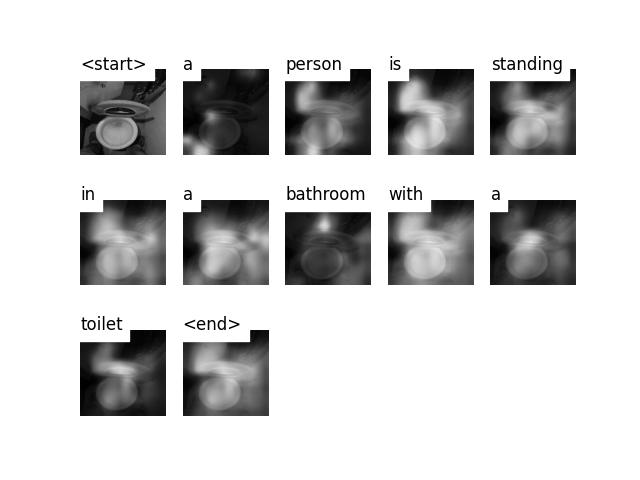 <start> a person is standing
in a bathroom with a
toilet <end>